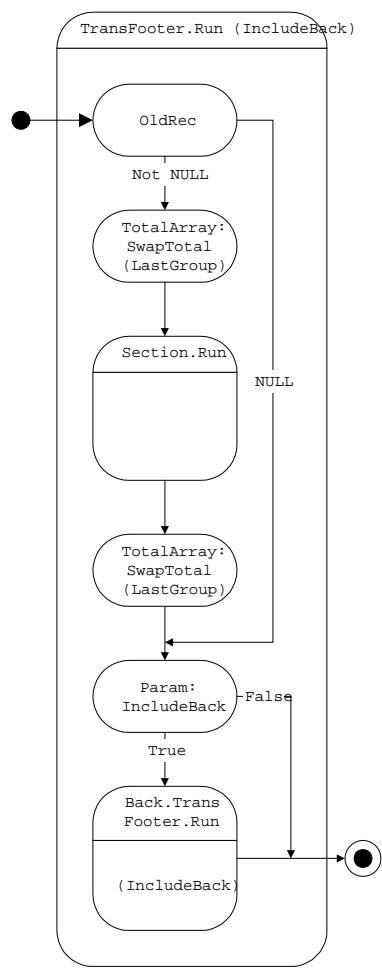 TransFooter.Run (IncludeBack)
OldRec
Not NULL
TotalArray:
SwapTotal
(LastGroup)
Section.Run
NULL
TotalArray:
SwapTotal
(LastGroup)
Param:
IncludeBack
False
True
Back.Trans
Footer.Run
(IncludeBack)